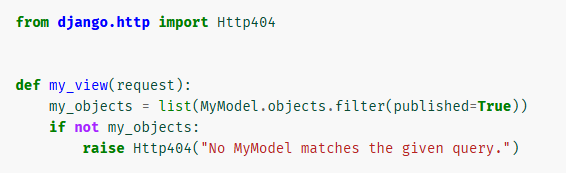 from django.http import Http404
def my_view(request):
    my_objects = list(MyModel.objects.filter(published=True))
    if not my_objects:
        raise Http404("No MyModel matches the given query.")